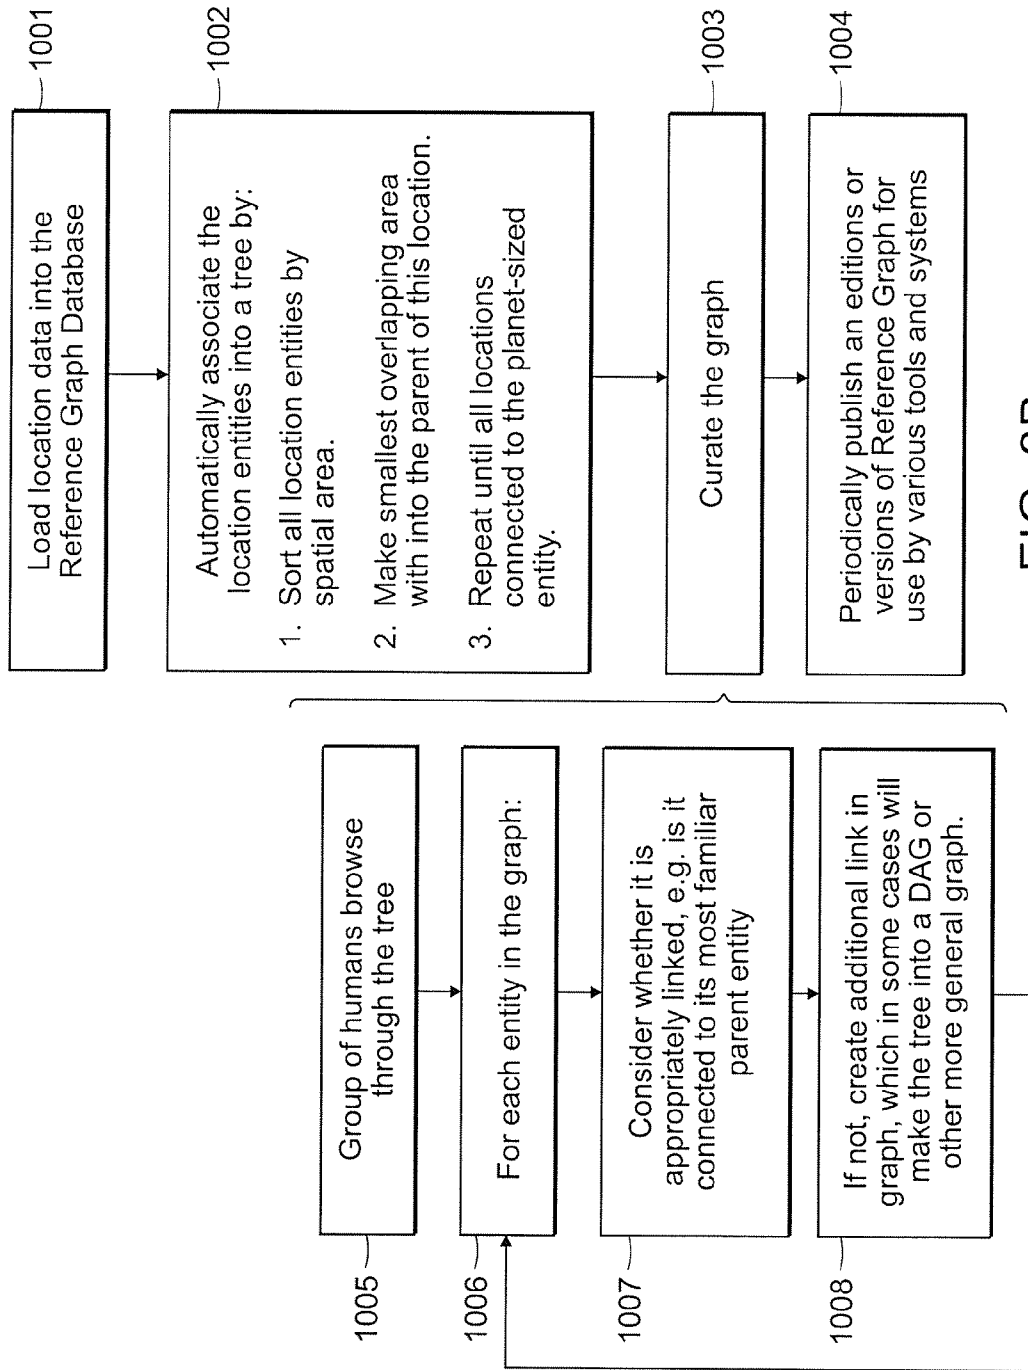 1001
Load location data into the
Reference Graph Database
1002
Automatically associate the
location entities into a tree by:
1. Sort all location entities by
spatial area.
2. Make smallest overlapping area
with into the parent of this location.
3. Repeat until all locations
connected to the planet-sized
entity.
1003
Curate the graph
1004
Periodically publish an editions or
versions of Reference Graph for
use by various tools and systems
1005
Group of humans browse
through the tree
1006
For each entity in the graph:
1007
Consider whether it is
appropriately linked, e.g. is it
connected to its most familiar
parent entity
1008
If not, create additional link in
graph, which in some cases will
make the tree into a DAG or
other more general graph.
FIG.